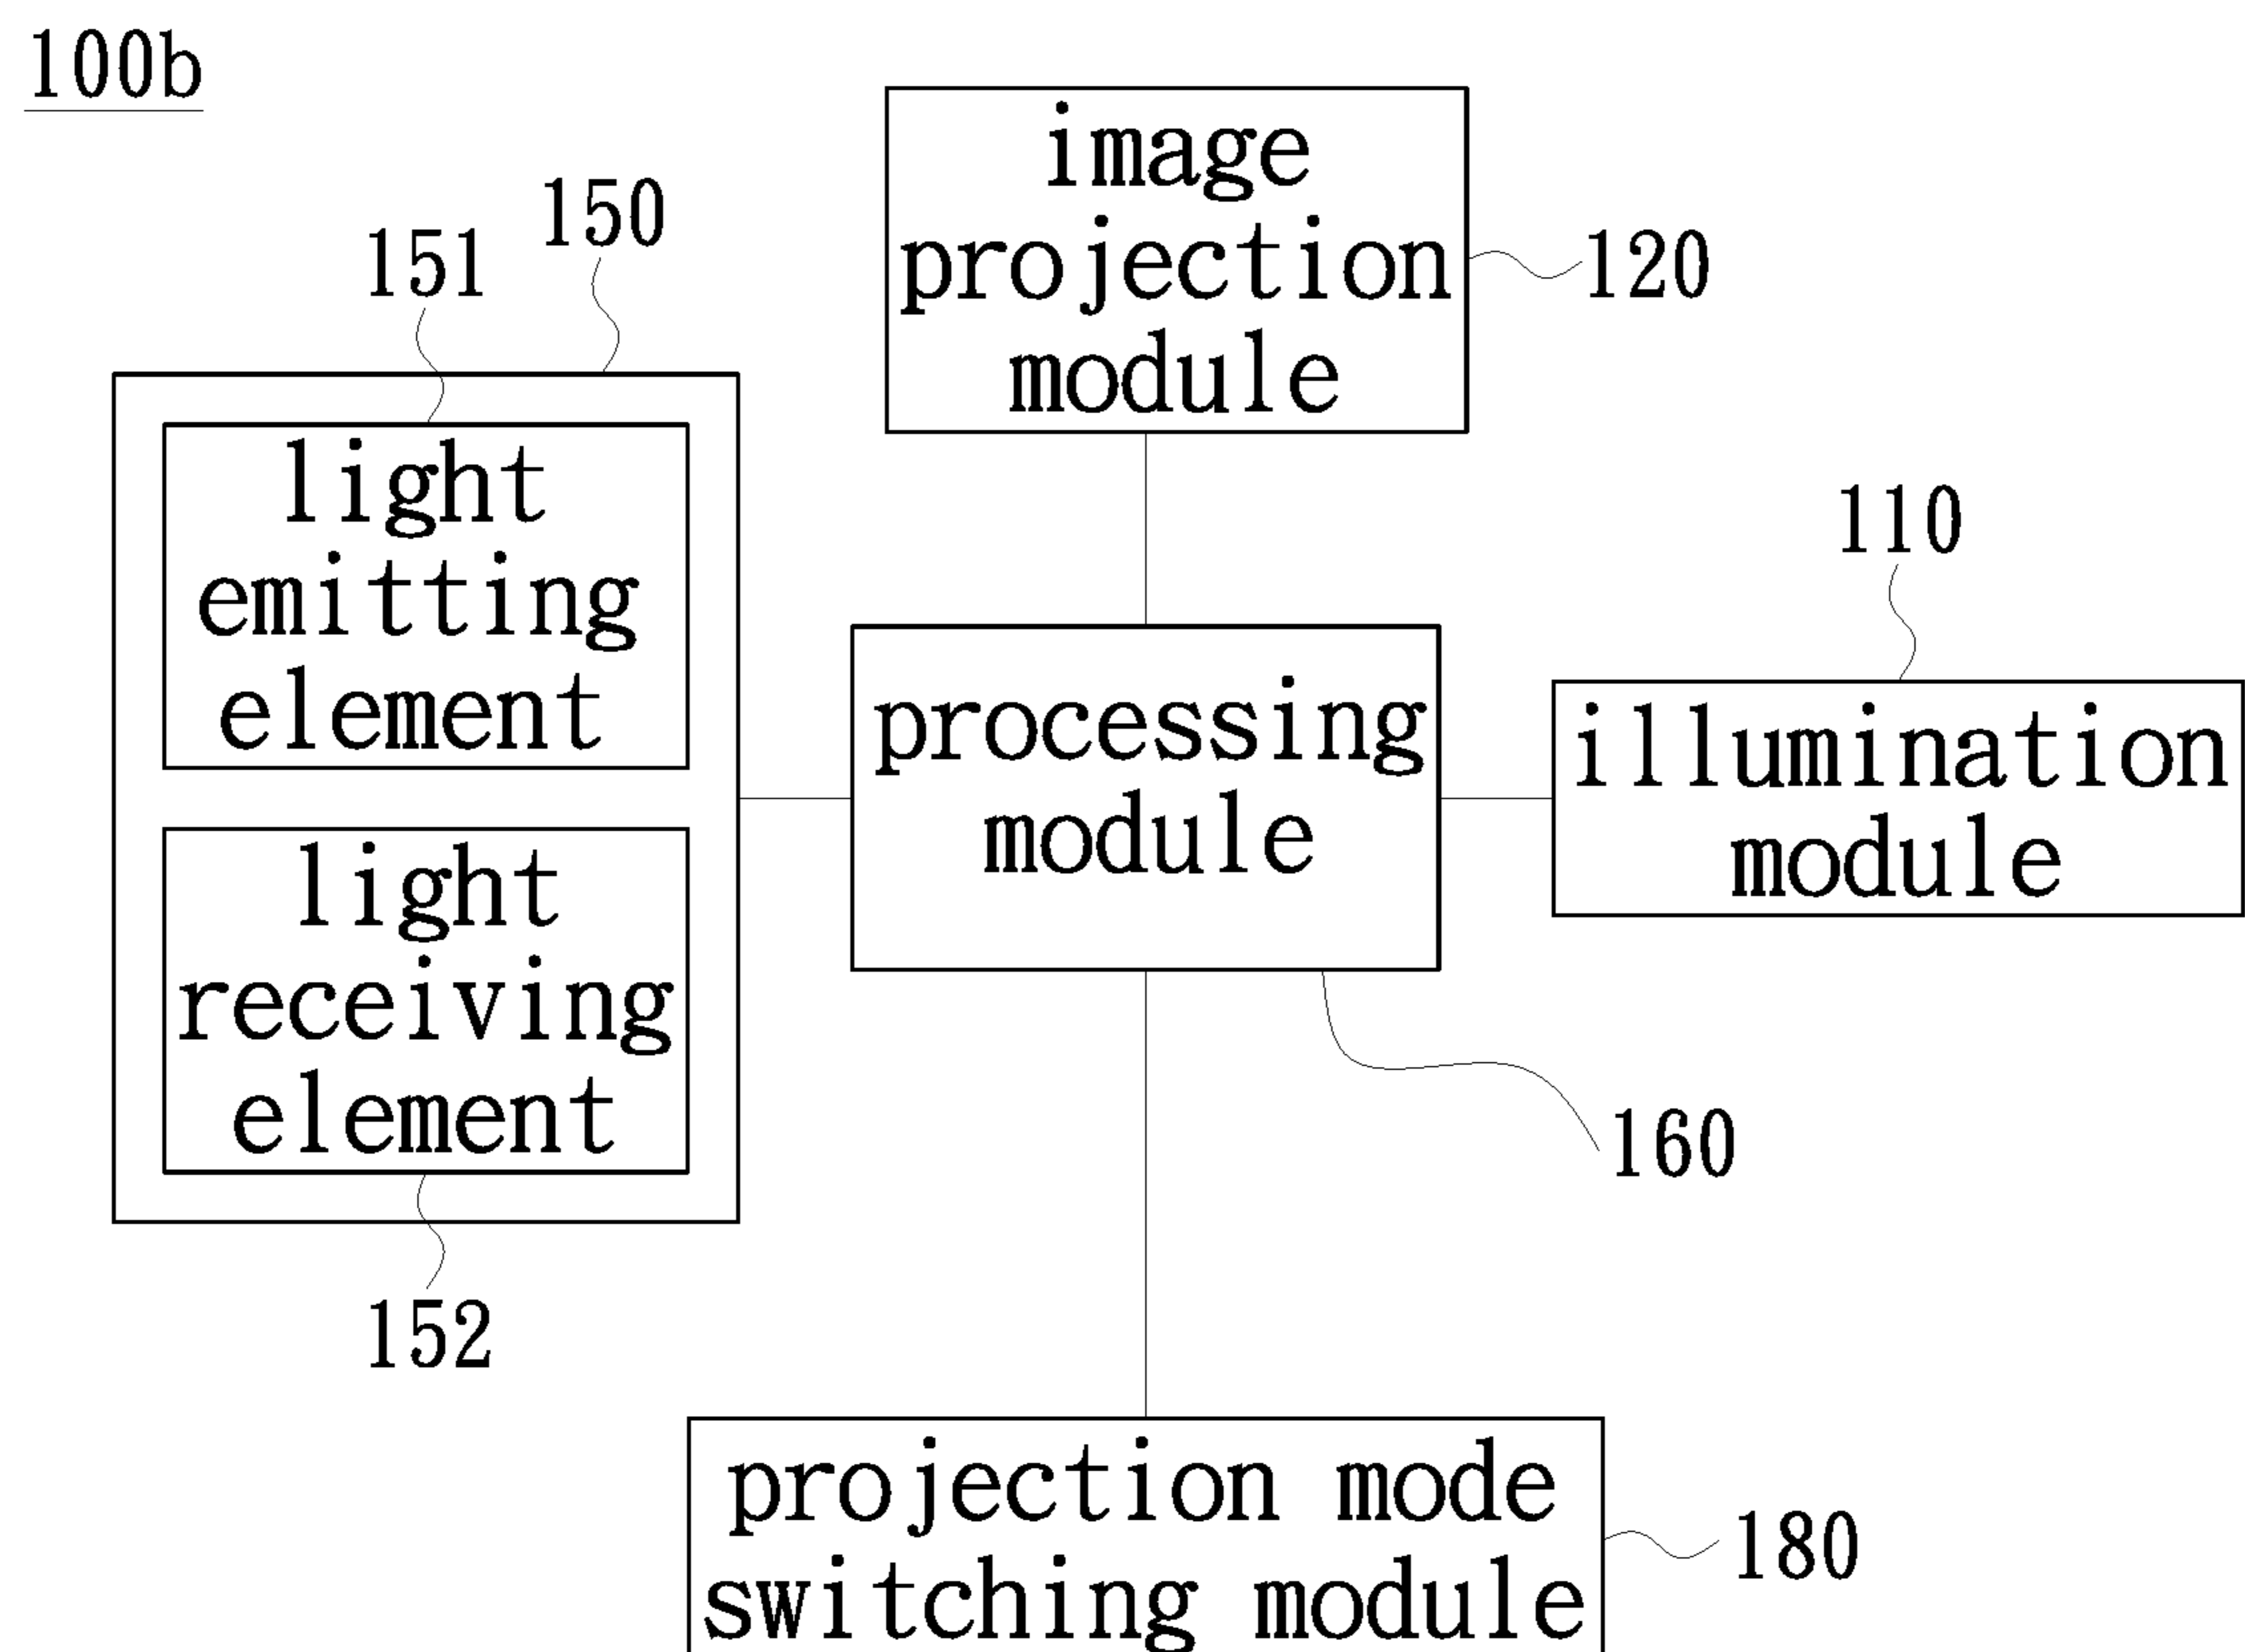 100b
image
projection
module
120
150
151
light
emitting
element
110
processing
module
illumination
module
light
receiving
element
160
152
projection mode
switching module
180